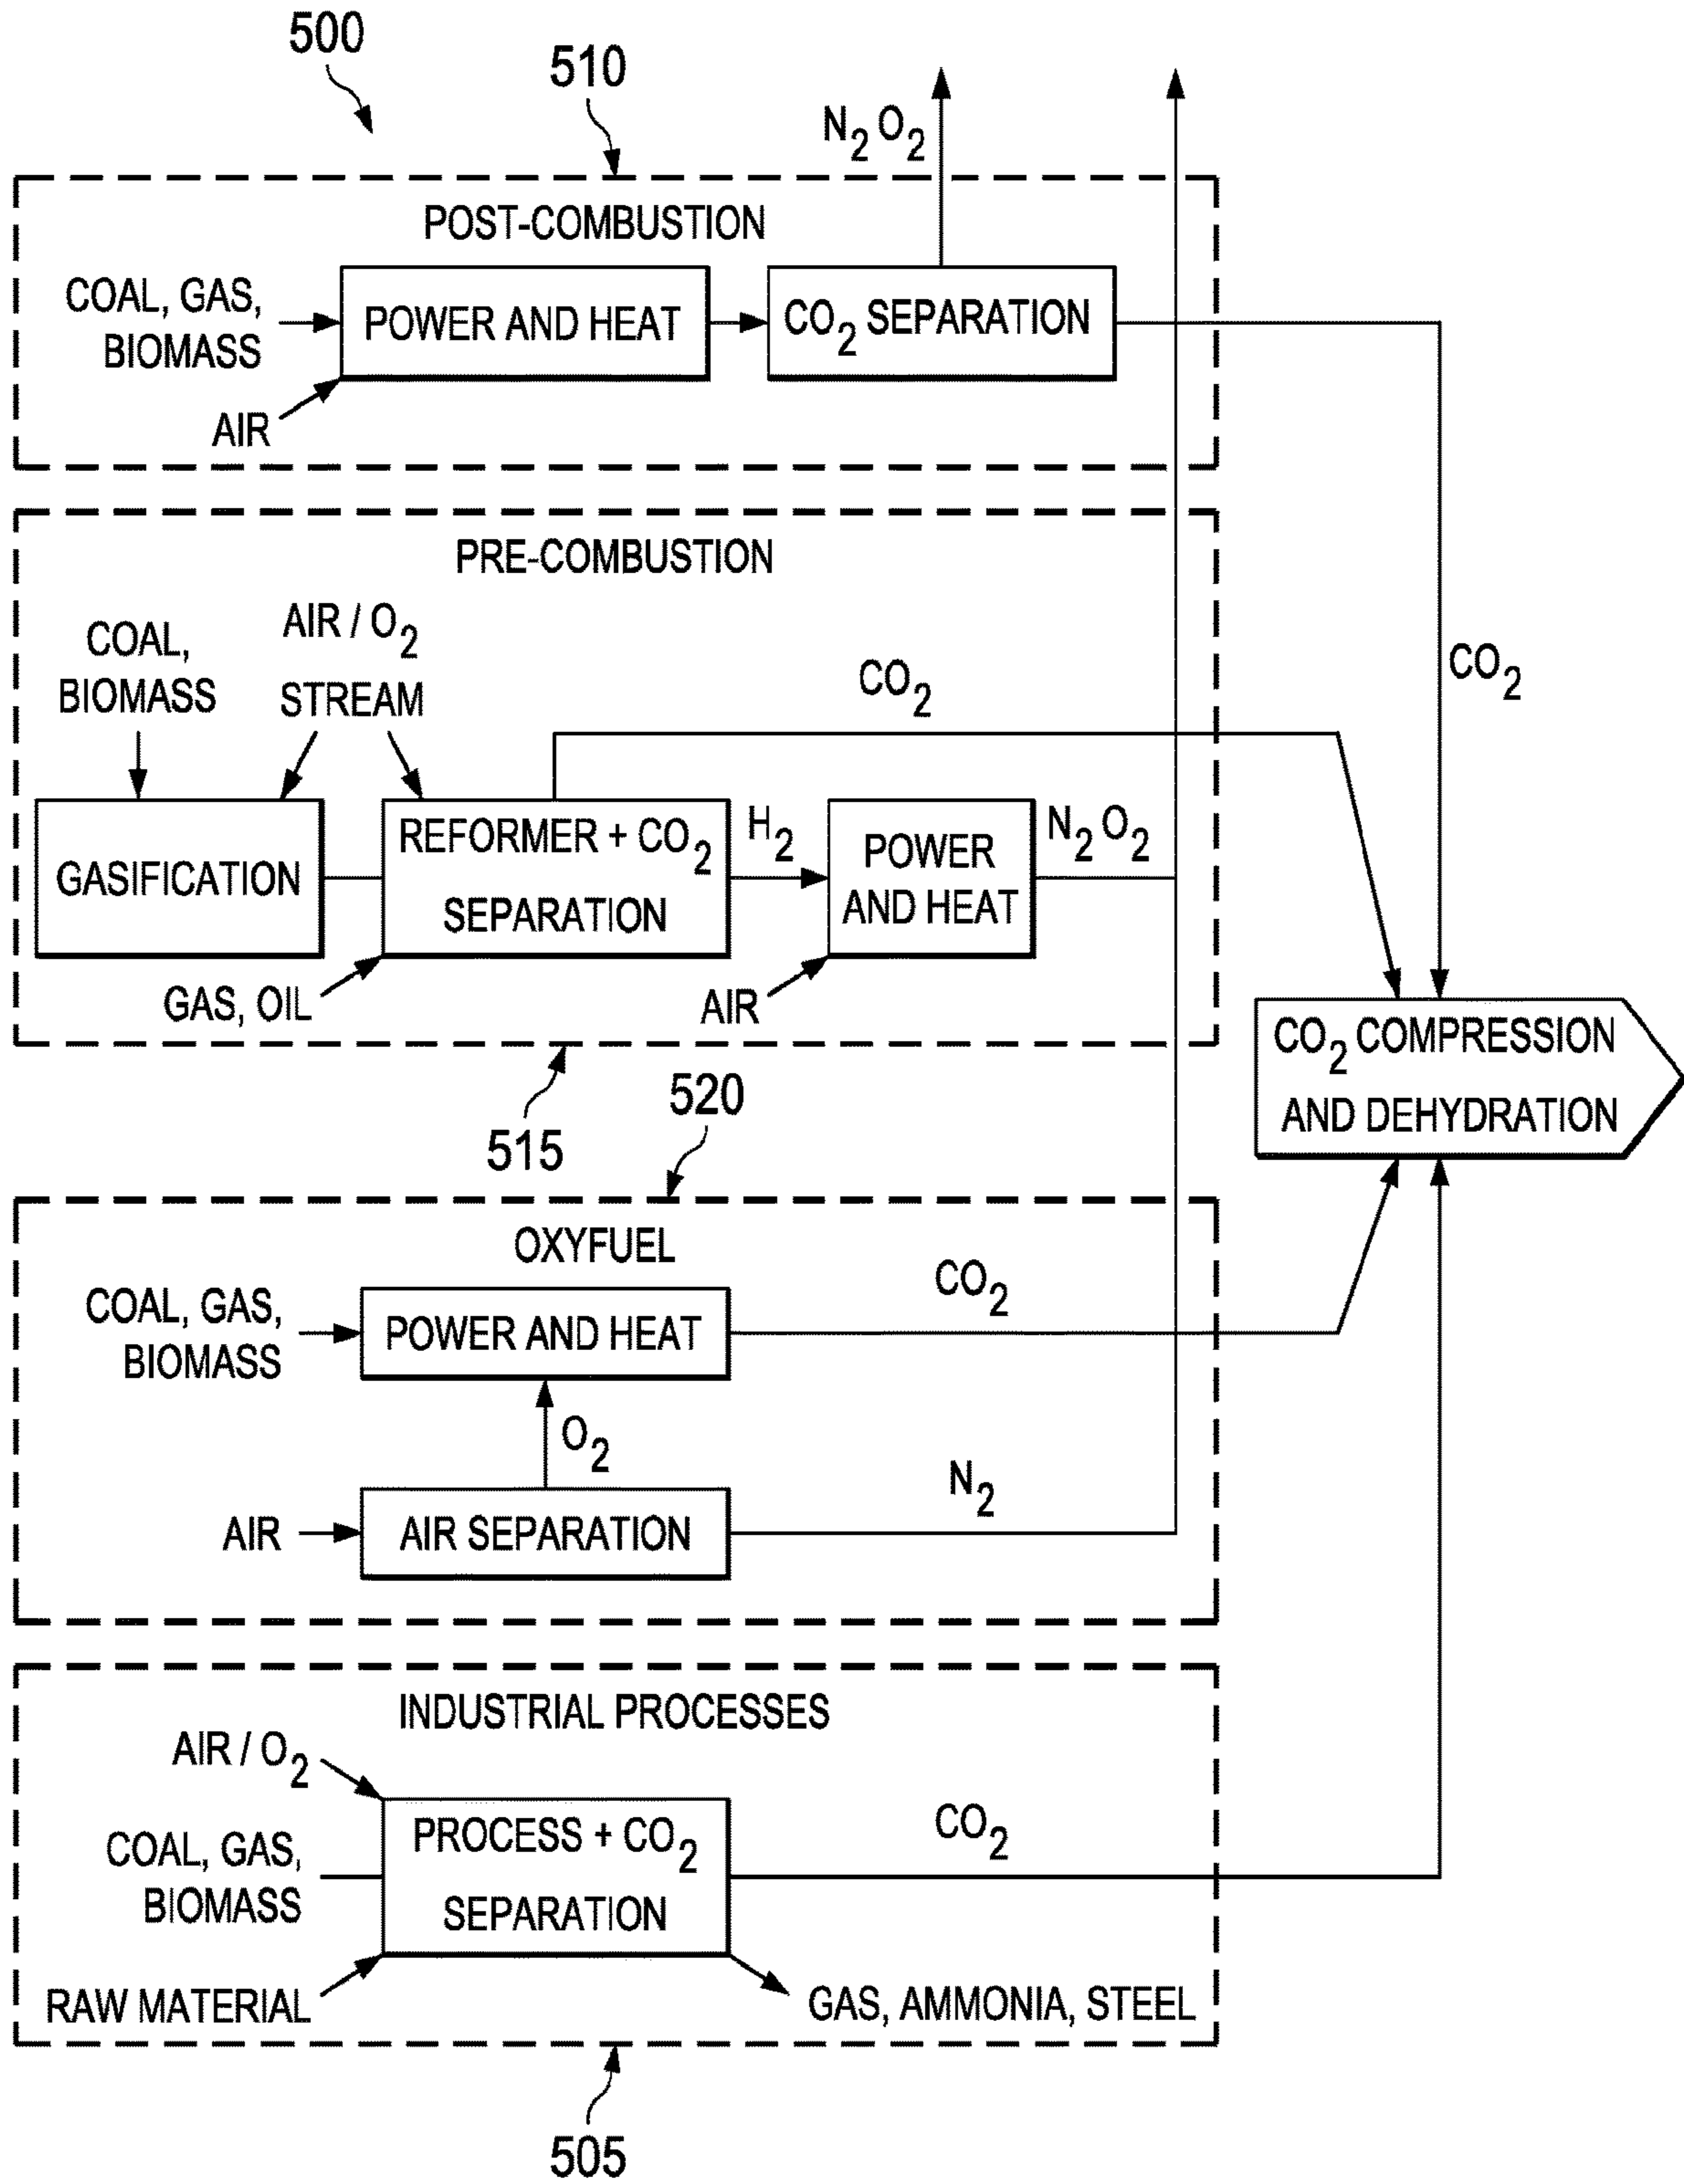 500
510
N2 O2
POST-COMBUSTION
COAL, GAS,
BIOMASS
POWER AND HEAT
CO2 SEPARATION
AIR
PRE-COMBUSTION
COAL,
BIOMASS
AIR / O2
STREAM
CO2
CO2
GASIFICATION
REFORMER + CO2
SEPARATION
H2
POWER
AND HEAT
N2 O2
GAS, OIL
AIR
CO2 COMPRESSION
AND DEHYDRATION
515
520
OXYFUEL
COAL, GAS,
BIOMASS
POWER AND HEAT
CO2
O2
AIR
AIR SEPARATION
N2
INDUSTRIAL PROCESSES
AIR / O2
COAL, GAS,
BIOMASS
PROCESS + CO2
SEPARATION
CO2
RAW MATERIAL
GAS, AMMONIA, STEEL
505